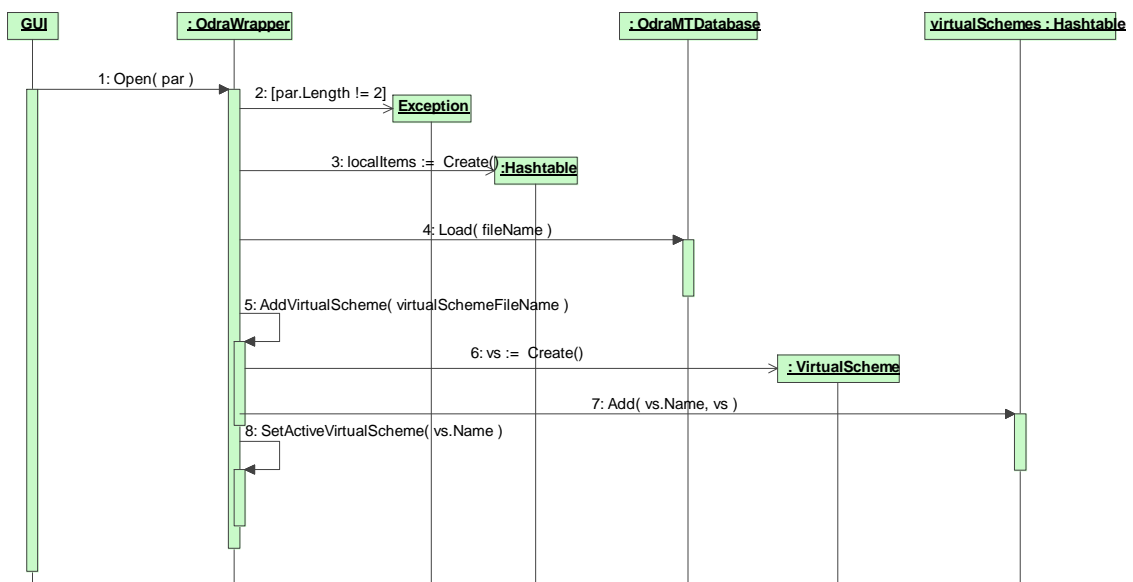 GUI
: OdraWrapper
: OdraMTDatabase
virtualSchemes : Hashtable
1: Open( par )
2: [par.Length != 2]
Exception
3: localItems := Create()
:Hashtable
4: Load( fileName )
5: AddVirtualScheme( virtualSchemeFileName )
6: vs := Create()
: VirtualScheme
7: Add( vs.Name, vs )
8: SetActiveVirtualScheme( vs.Name )